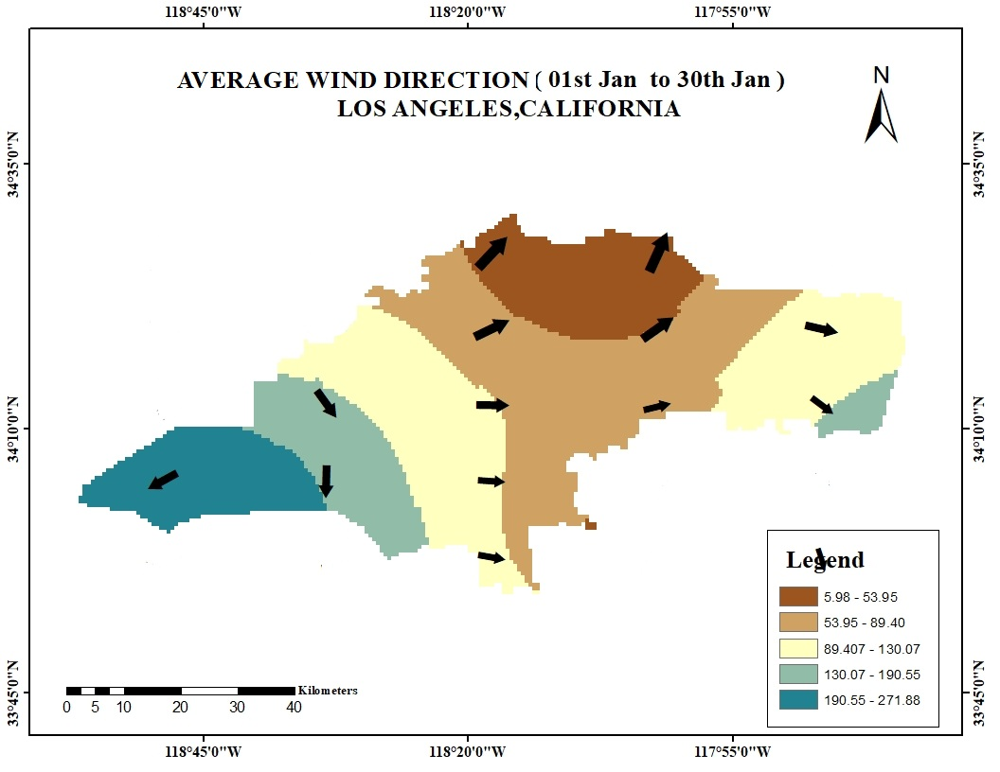 118°45'0"W 118°20'0"W 117°55'0"W
AVERAGE WIND DIRECTION ( 01st Jan to 30th Jan )
LOS ANGELES,CALIFORNIA
N
34°35'0"N
34°35'0"N
34°10'0"N
34°10'0"N
Legend
5.98 - 53.95
53.95 - 89.40
89.407 - 130.07
130.07 - 190.55
190.55 - 271.88
33°45'0"N
33°45'0"N
Kilometers
0 5 10 20 30 40
118°45'0"W 118°20'0"W 117°55'0"W